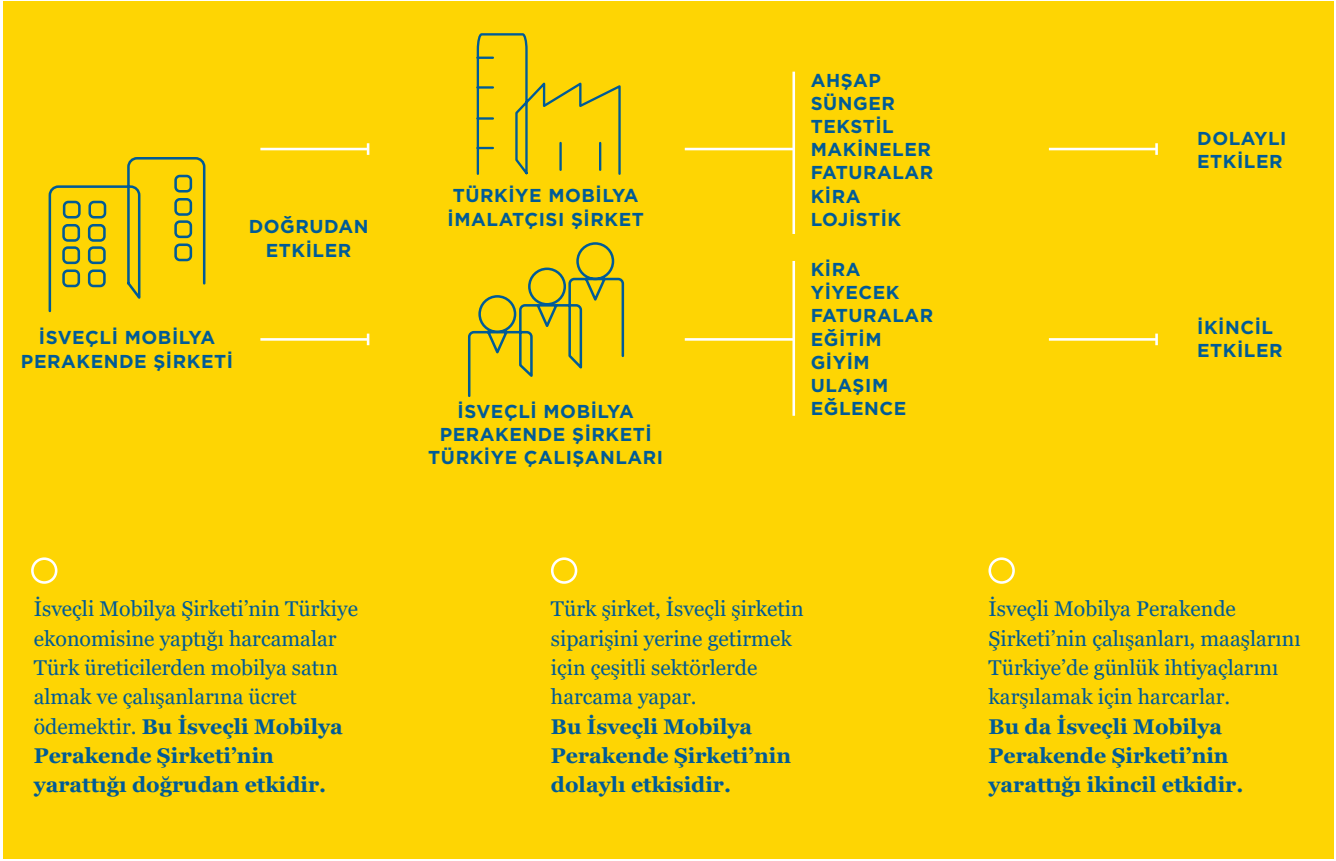 İSVEÇLİ MOBİLYA
PERAKENDE ŞİRKETİ
DOĞRUDAN
ETKİLER
TÜRKİYE MOBİLYA
İMALATÇISI ŞİRKET
AHŞAP
SÜNGER
TEKSTİL
MAKİNELER
FATURALAR
KİRA
LOJİSTİK
DOLAYLI
ETKİLER
İSVEÇLİ MOBİLYA
PERAKENDE ŞİRKETİ
TÜRKİYE ÇALIŞANLARI
KİRA
YİYECEK
FATURALAR
EĞİTİM
GİYİM
ULAŞIM
EĞLENCE
İKİNCİL
ETKİLER
İsveçli Mobilya Şirketi’nin Türkiye
ekonomisine yaptığı harcamalar
Türk üreticilerden mobilya satın
almak ve çalışanlarına ücret
ödemektir. Bu İsveçli Mobilya
Perakende Şirketi’nin
yarattığı doğrudan etkidir.
Türk şirket, İsveçli şirketin
siparişini yerine getirmek
için çeşitli sektörlerde
harcama yapar.
Bu İsveçli Mobilya
Perakende Şirketi’nin
dolaylı etkisidir.
İsveçli Mobilya Perakende
Şirketi’nin çalışanları, maaşlarını
Türkiye’de günlük ihtiyaçlarını
karşılamak için harcarlar.
Bu da İsveçli Mobilya
Perakende Şirketi’nin
yarattığı ikincil etkidir.